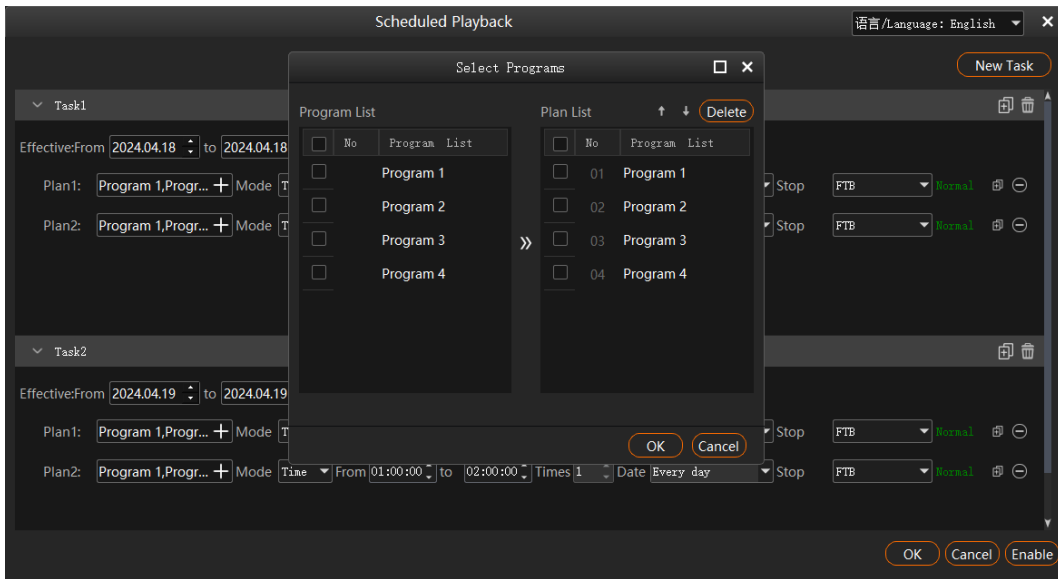 Scheduled Playback
语言/Language: English
Select Programs
New Task
Task1
Program List
Plan List
Delete
No Program List
No Program List
Effective:From 2024.04.18 to 2024.04.18
Program 1
01 Program 1
Plan1: Program 1,Progr... Mode T
Stop FTB Normal
Program 2
02 Program 2
Plan2: Program 1,Progr... Mode T
Stop FTB Normal
Program 3
03 Program 3
Program 4
04 Program 4
Task2
Effective:From 2024.04.19 to 2024.04.19
Plan1: Program 1,Progr... Mode T
Stop FTB Normal
OK Cancel
Plan2: Program 1,Progr... Mode Time From 01:00:00 to 02:00:00 Times 1 Date Every day Stop FTB Normal
OK Cancel Enable